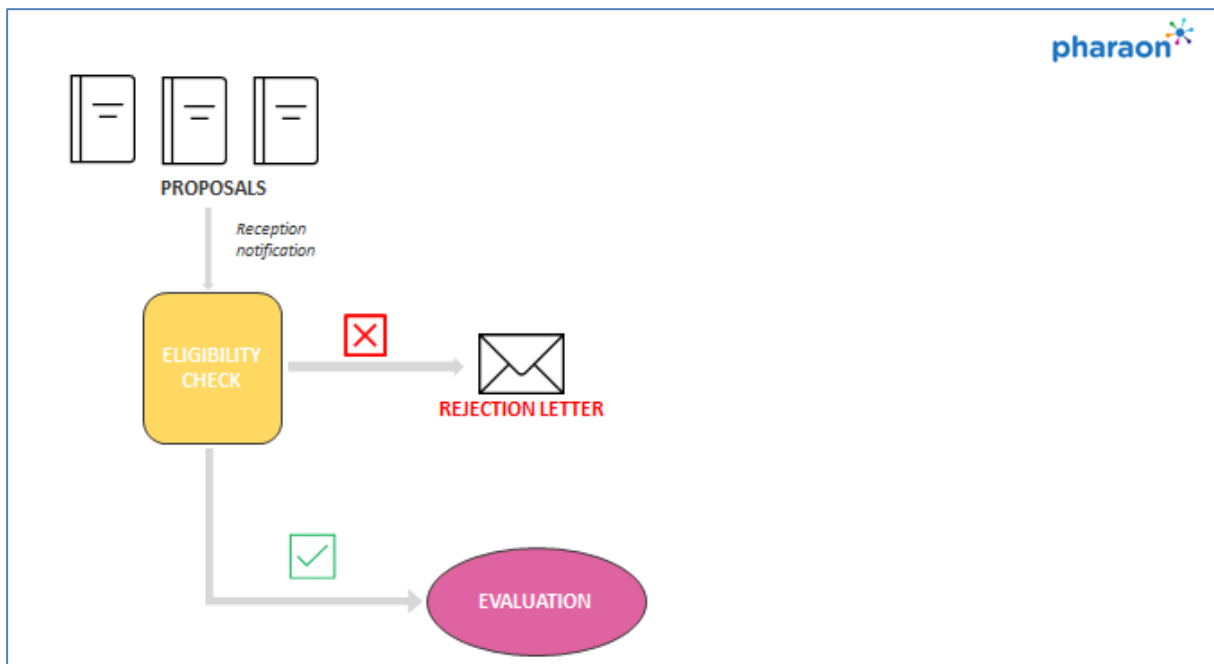 pharaon
PROPOSALS
Reception
notification
ELIGIBILITY
CHECK
REJECTION LETTER
EVALUATION